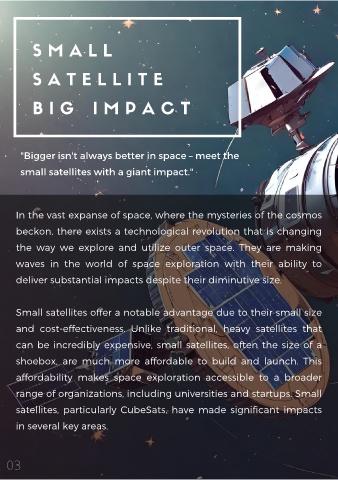 SMALL
SATELLITE
BIG IMPACT
"Bigger isn't always better in space – meet the
small satellites with a giant impact."
In the vast expanse of space, where the mysteries of the cosmos
beckon, there exists a technological revolution that is changing
the way we explore and utilize outer space. They are making
waves in the world of space exploration with their ability to
deliver substantial impacts despite their diminutive size.
Small satellites offer a notable advantage due to their small size
and cost-effectiveness. Unlike traditional, heavy satellites that
can be incredibly expensive, small satellites, often the size of a
shoebox, are much more affordable to build and launch. This
affordability makes space exploration accessible to a broader
range of organizations, including universities and startups. Small
satellites, particularly CubeSats, have made significant impacts
in several key areas.
03